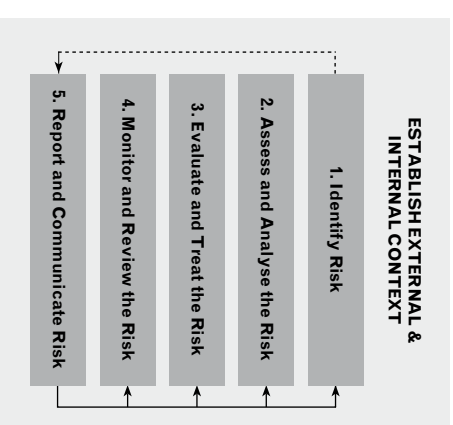 ESTABLISH EXTERNAL &
INTERNAL CONTEXT
1. Identify Risk
2. Assess and Analyse the Risk
3. Evaluate and Treat the Risk
4. Monitor and Review the Risk
5. Report and Communicate Risk